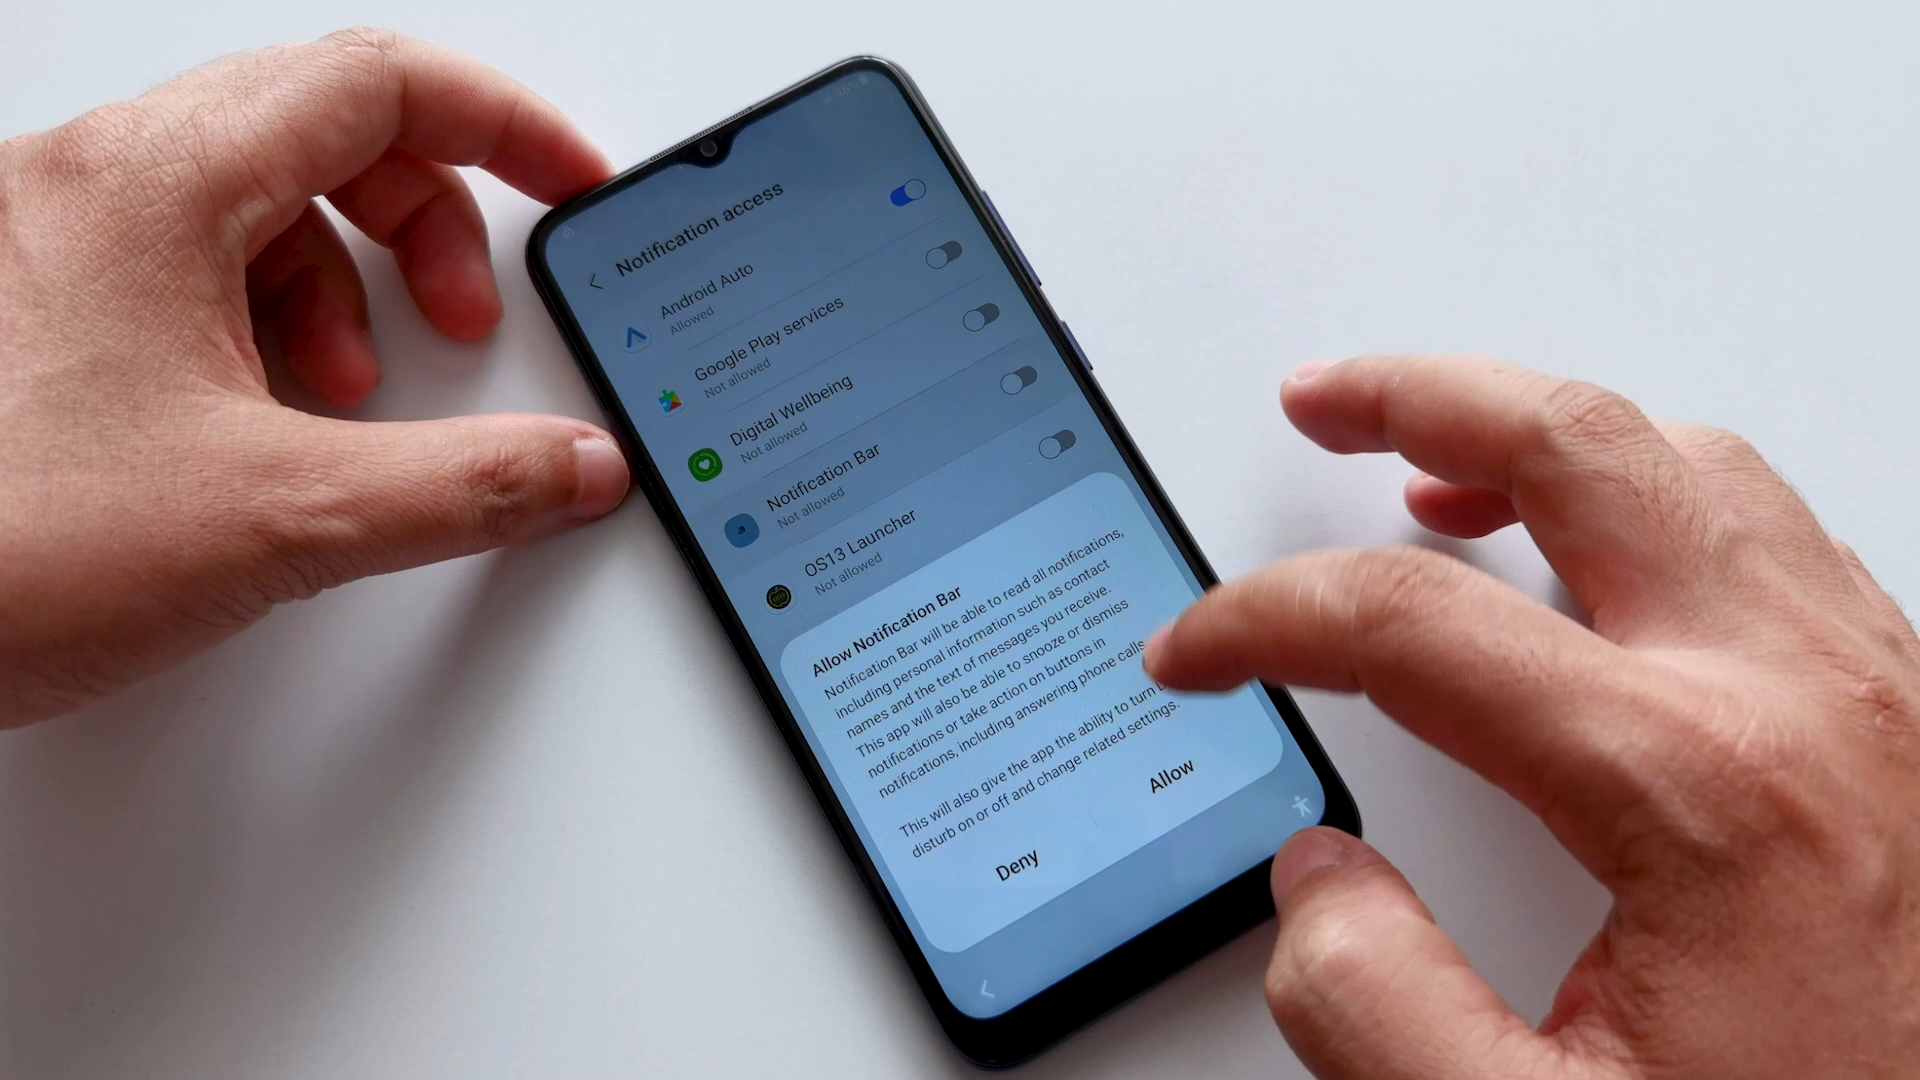 98%
Notification access
Android Auto
Allowed
Google Play services
Not allowed
Digital Wellbeing
Not allowed
Notification Bar
Not allowed
OS13 Launcher
Not allowed
Allow Notification Bar
Notification Bar will be able to read all notifications,
including personal information such as contact
names and the text of messages you receive.
This app will also be able to snooze or dismiss
notifications or take action on buttons in
notifications, including answering phone calls.
This will also give the app the ability to turn
disturb on or off and change related settings.
Deny
Allow